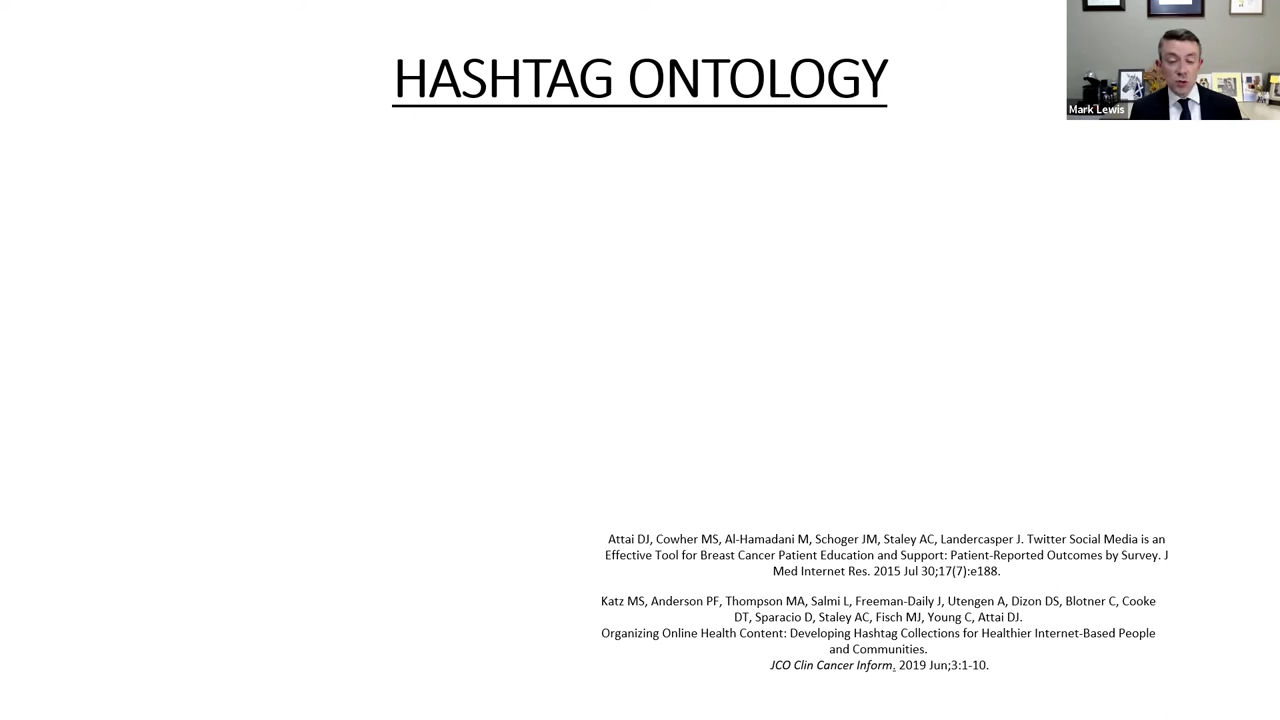 HASHTAG ONTOLOGY
Mark Lewis
Attai DJ, Cowher MS, Al-Hamadani M, Schoger JM, Staley AC, Landercasper J. Twitter Social Media is an
Effective Tool for Breast Cancer Patient Education and Support: Patient-Reported Outcomes by Survey. J
Med Internet Res. 2015 Jul 30;17(7):e188.
Katz MS, Anderson PF, Thompson MA, Salmi L, Freeman-Daily J, Utengen A, Dizon DS, Blotner C, Cooke
DT, Sparacio D, Staley AC, Fisch MJ, Young C, Attai DJ.
Organizing Online Health Content: Developing Hashtag Collections for Healthier Internet-Based People
and Communities.
JCO Clin Cancer Inform. 2019 Jun;3:1-10.